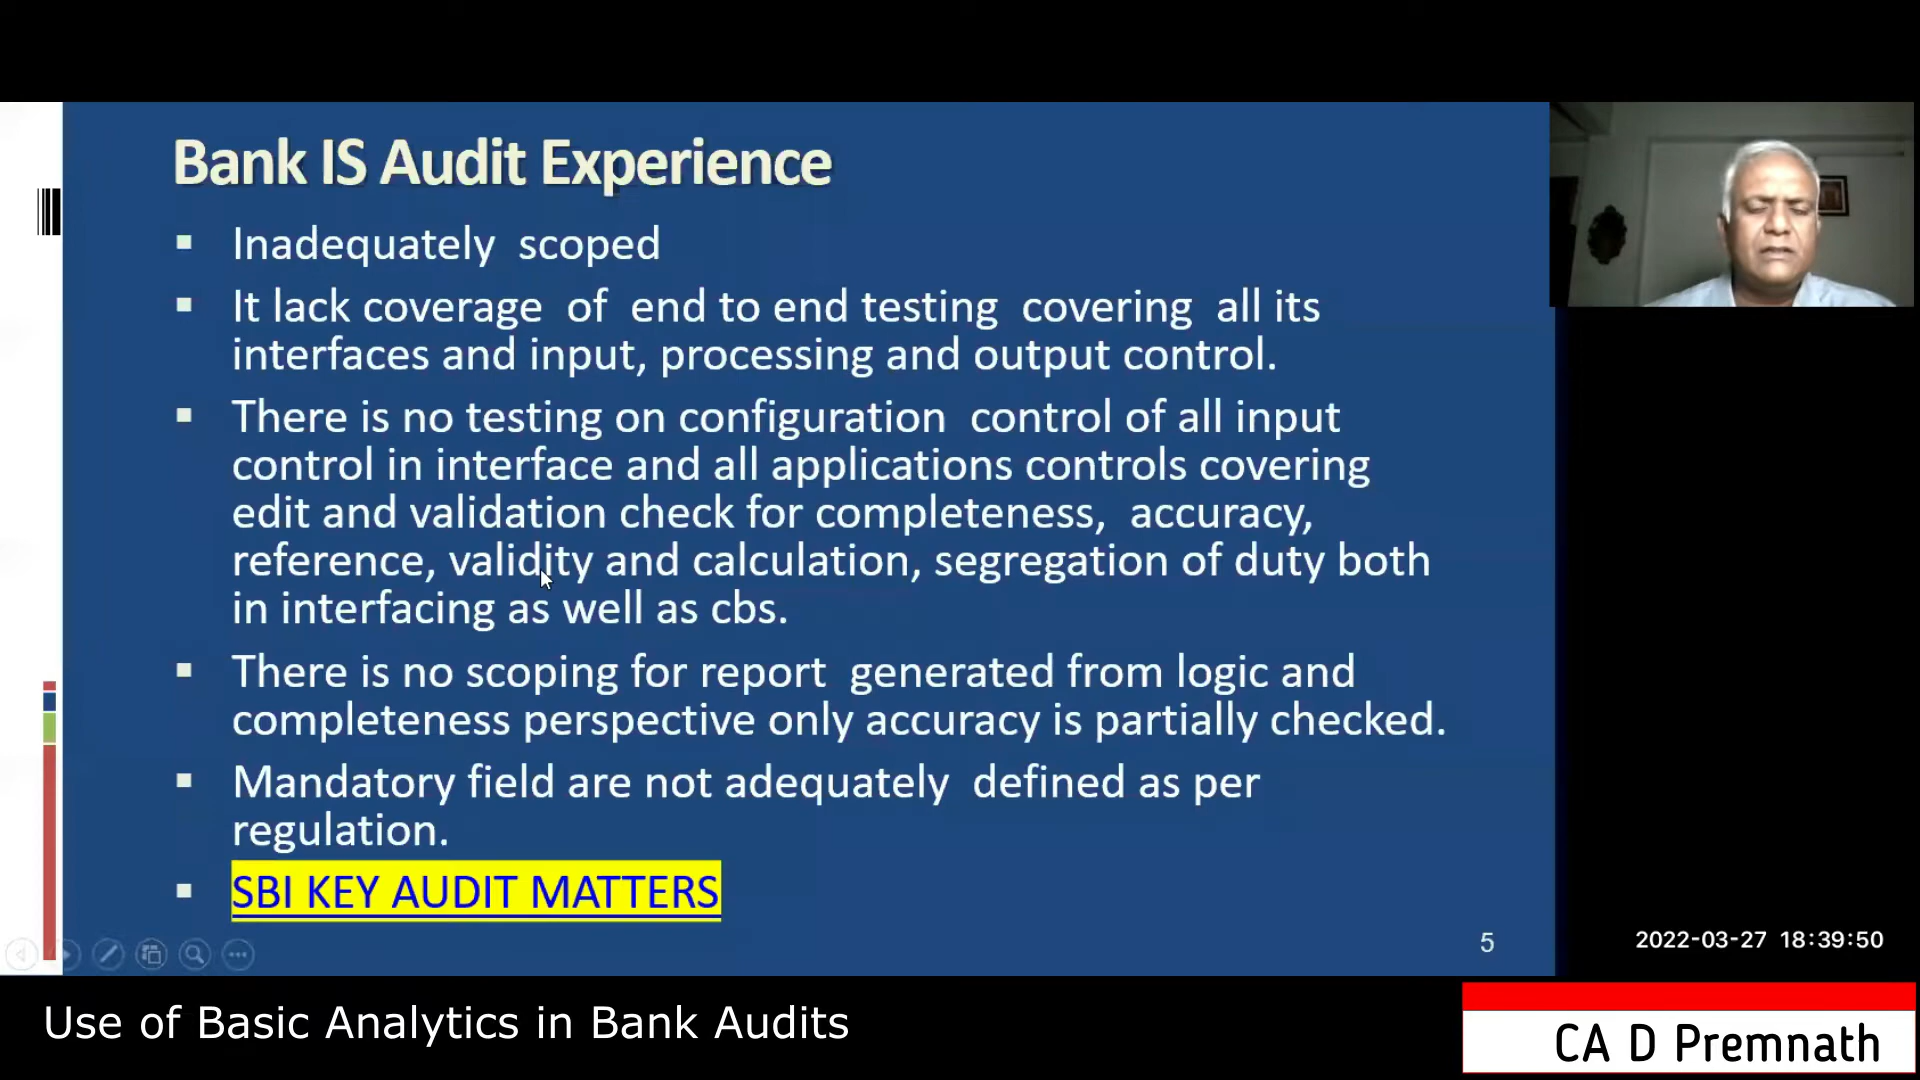 Bank IS Audit Experience
Inadequately scoped
It lack coverage of end to end testing covering all its
interfaces and input, processing and output control.
There is no testing on configuration control of all input
control in interface and all applications controls covering
edit and validation check for completeness, accuracy,
reference, validity and calculation, segregation of duty both
in interfacing as well as cbs.
There is no scoping for report generated from logic and
completeness perspective only accuracy is partially checked.
Mandatory field are not adequately defined as per
regulation.
SBI KEY AUDIT MATTERS
5
2022-03-27 18:39:50
Use of Basic Analytics in Bank Audits
CA D Premnath